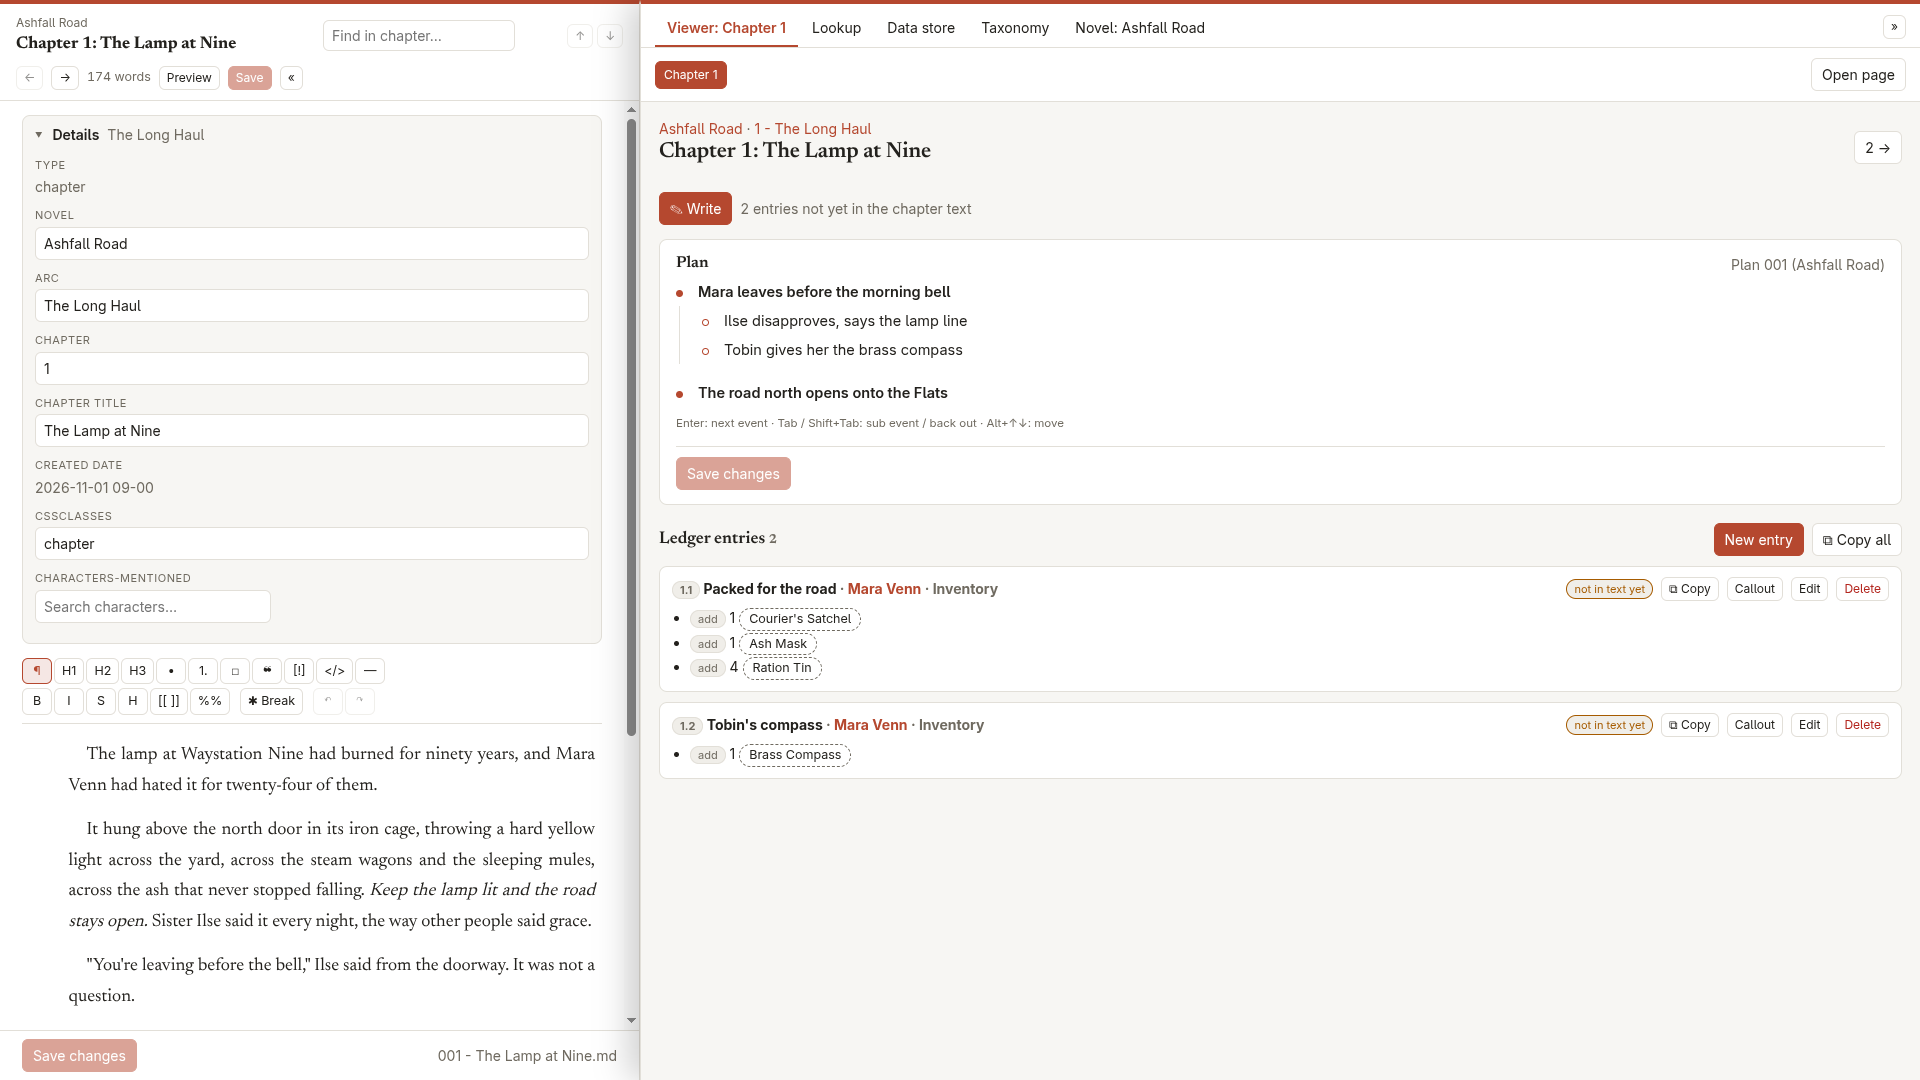 Ashfall Road
Chapter 1: The Lamp at Nine
Find in chapter...
↑ ↓
← → 174 words Preview Save «
▼ Details The Long Haul
TYPE
chapter
NOVEL
Ashfall Road
ARC
The Long Haul
CHAPTER
1
CHAPTER TITLE
The Lamp at Nine
CREATED DATE
2026-11-01 09-00
CSSCLASSES
chapter
CHARACTERS-MENTIONED
Search characters...
¶ H1 H2 H3 • 1. □ ❝ [!] </> —
B I S H [[ ]] %% ✱ Break ↶ ↷
The lamp at Waystation Nine had burned for ninety years, and Mara
Venn had hated it for twenty-four of them.
It hung above the north door in its iron cage, throwing a hard yellow
light across the yard, across the steam wagons and the sleeping mules,
across the ash that never stopped falling. Keep the lamp lit and the road
stays open. Sister Ilse said it every night, the way other people said grace.
"You're leaving before the bell," Ilse said from the doorway. It was not a
question.
Save changes 001 - The Lamp at Nine.md
Viewer: Chapter 1 Lookup Data store Taxonomy Novel: Ashfall Road »
Chapter 1 Open page
Ashfall Road · 1 - The Long Haul
Chapter 1: The Lamp at Nine
2 →
✎ Write 2 entries not yet in the chapter text
Plan Plan 001 (Ashfall Road)
Mara leaves before the morning bell
Ilse disapproves, says the lamp line
Tobin gives her the brass compass
The road north opens onto the Flats
Enter: next event · Tab / Shift+Tab: sub event / back out · Alt+↑↓: move
Save changes
Ledger entries 2 New entry ⧉ Copy all
1.1 Packed for the road · Mara Venn · Inventory not in text yet ⧉ Copy Callout Edit Delete
• add 1 Courier's Satchel
• add 1 Ash Mask
• add 4 Ration Tin
1.2 Tobin's compass · Mara Venn · Inventory not in text yet ⧉ Copy Callout Edit Delete
• add 1 Brass Compass